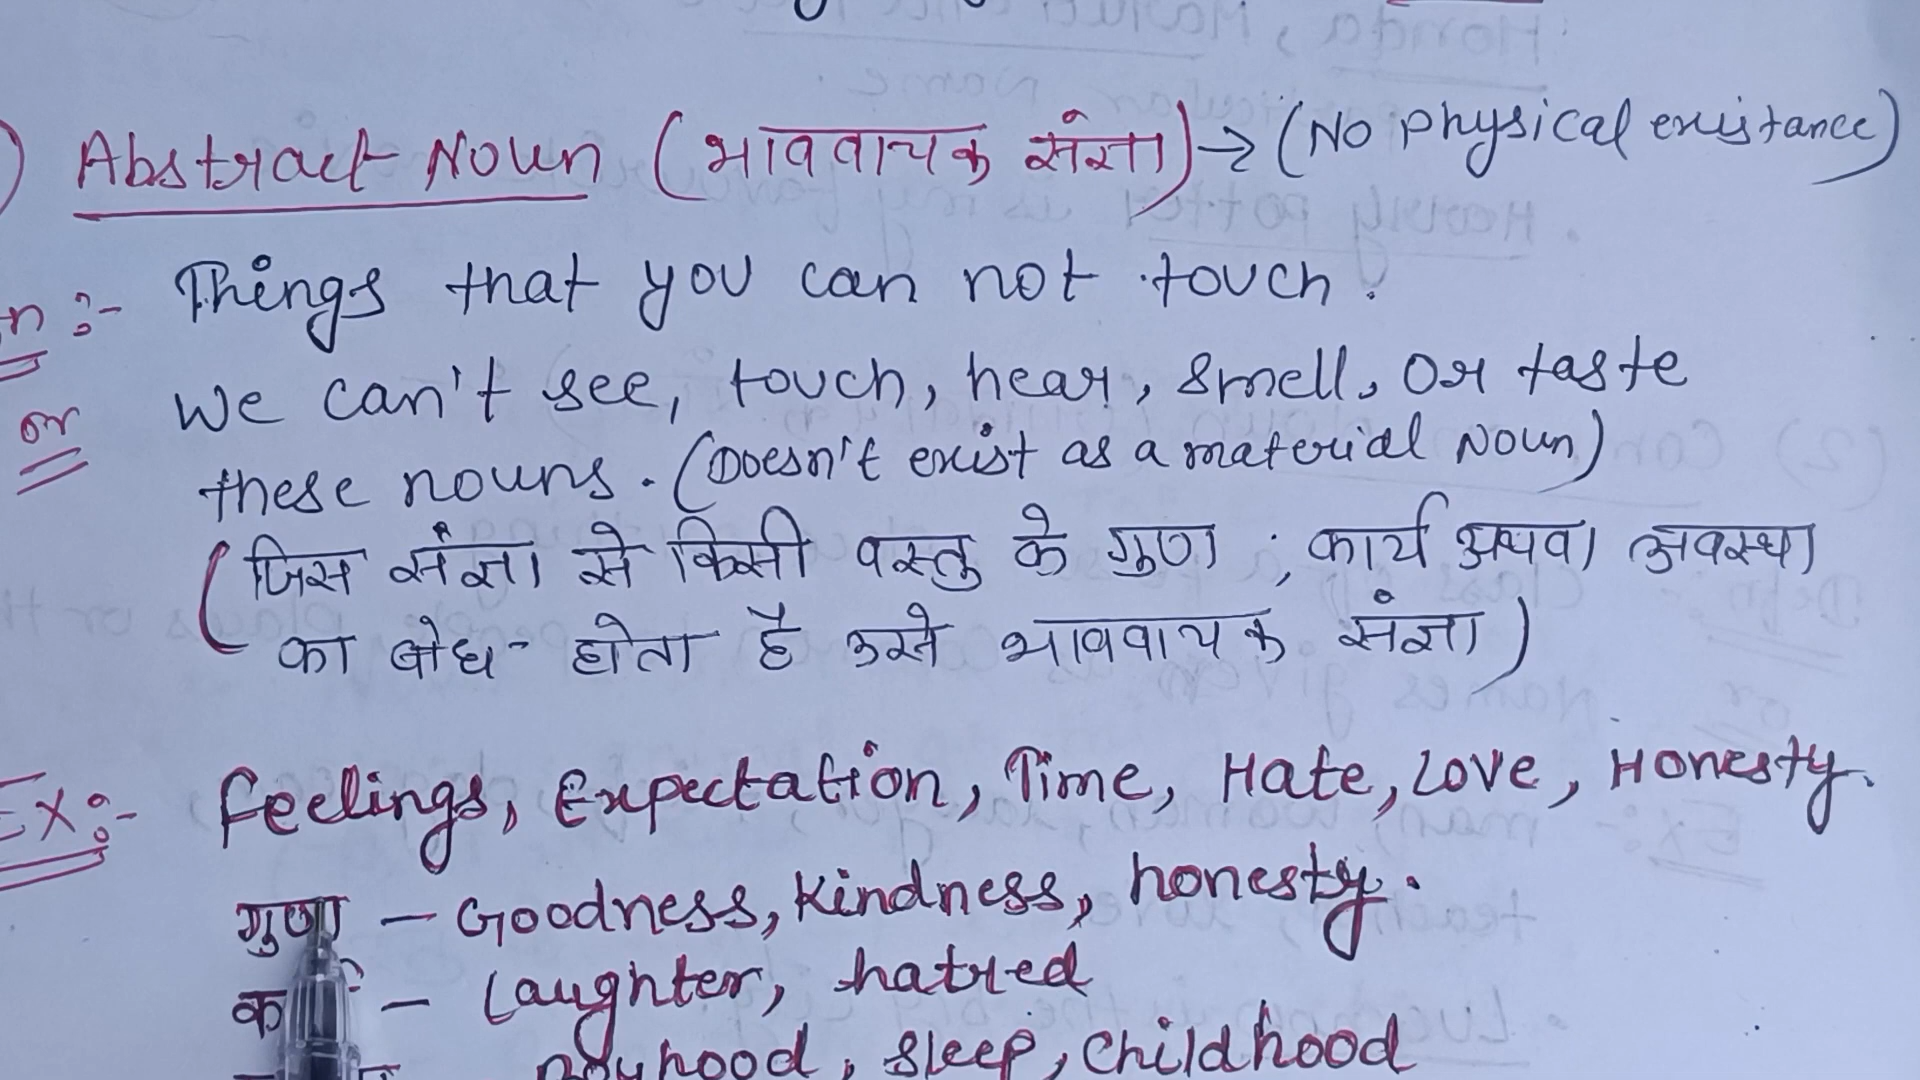 Abstract Noun (भाववाचक संज्ञा) → (No physical existance)
Things that you can not touch.
or We can't see, touch, hear, smell, or taste
these nouns. (Doesn't exist as a material Noun)
(जिस संज्ञा से किसी वस्तु के गुण, कार्य अथवा अवस्था
का बोध होता है उसे भाववाचक संज्ञा)
Ex:- Feelings, Expectation, Time, Hate, Love, Honesty.
गुण - Goodness, Kindness, honesty.
- Laughter, hatred
sleep, childhood